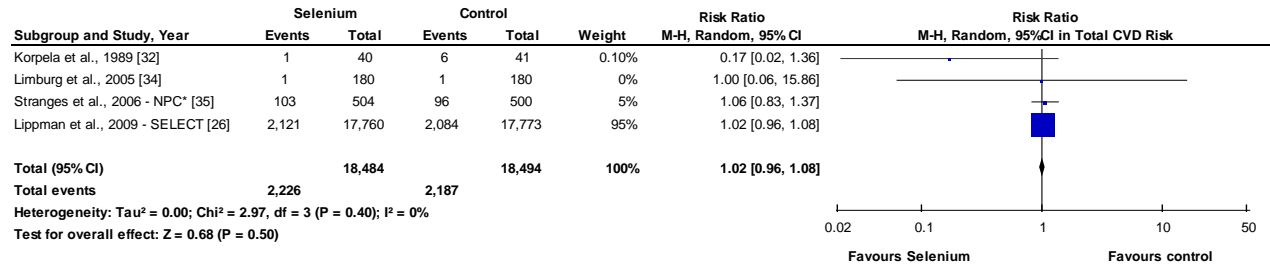 Selenium Control Risk Ratio Risk Ratio
Subgroup and Study, Year Events Total Events Total Weight M-H, Random, 95% CI M-H, Random, 95%CI in Total CVD Risk
Korpela et al., 1989 [32] 1 40 6 41 0.10% 0.17 [0.02, 1.36]
Limburg et al., 2005 [34] 1 180 1 180 0% 1.00 [0.06, 15.86]
Stranges et al., 2006 - NPC* [35] 103 504 96 500 5% 1.06 [0.83, 1.37]
Lippman et al., 2009 - SELECT [26] 2,121 17,760 2,084 17,773 95% 1.02 [0.96, 1.08]
Total (95% CI) 18,484 18,494 100% 1.02 [0.96, 1.08]
Total events 2,226 2,187
Heterogeneity: Tau² = 0.00; Chi² = 2.97, df = 3 (P = 0.40); I² = 0%
Test for overall effect: Z = 0.68 (P = 0.50)
0.02 0.1 1 10 50
Favours Selenium Favours control